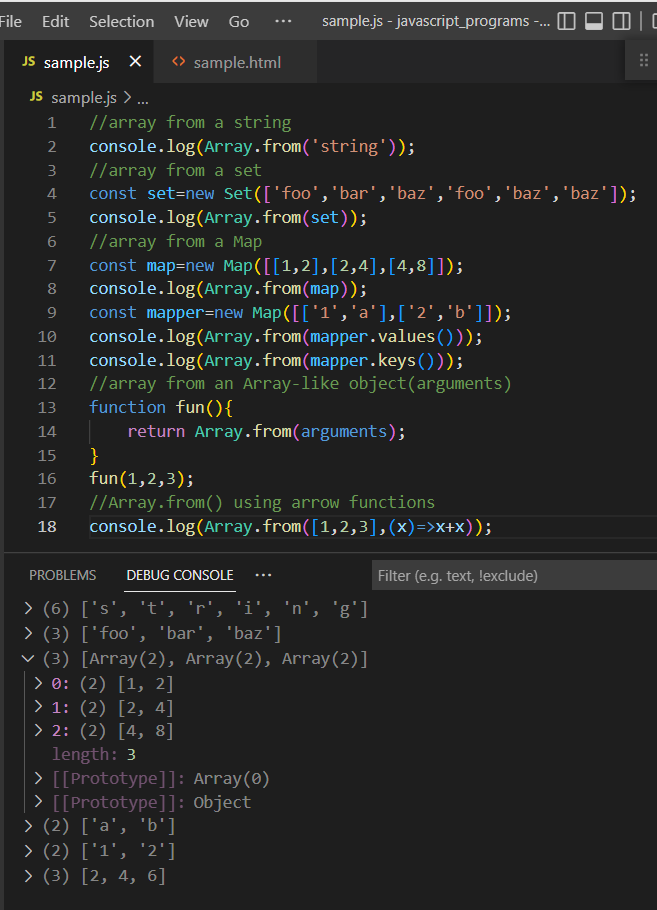 File Edit Selection View Go ··· sample.js - javascript_programs -...
JS sample.js × <> sample.html
JS sample.js > ...
1 //array from a string
2 console.log(Array.from('string'));
3 //array from a set
4 const set=new Set(['foo','bar','baz','foo','baz','baz']);
5 console.log(Array.from(set));
6 //array from a Map
7 const map=new Map([[1,2],[2,4],[4,8]]);
8 console.log(Array.from(map));
9 const mapper=new Map([['1','a'],['2','b']]);
10 console.log(Array.from(mapper.values()));
11 console.log(Array.from(mapper.keys()));
12 //array from an Array-like object(arguments)
13 function fun(){
14     return Array.from(arguments);
15 }
16 fun(1,2,3);
17 //Array.from() using arrow functions
18 console.log(Array.from([1,2,3],(x)=>x+x));
PROBLEMS DEBUG CONSOLE ··· Filter (e.g. text, !exclude)
(6) ['s', 't', 'r', 'i', 'n', 'g']
(3) ['foo', 'bar', 'baz']
(3) [Array(2), Array(2), Array(2)]
0: (2) [1, 2]
1: (2) [2, 4]
2: (2) [4, 8]
length: 3
[[Prototype]]: Array(0)
[[Prototype]]: Object
(2) ['a', 'b']
(2) ['1', '2']
(3) [2, 4, 6]